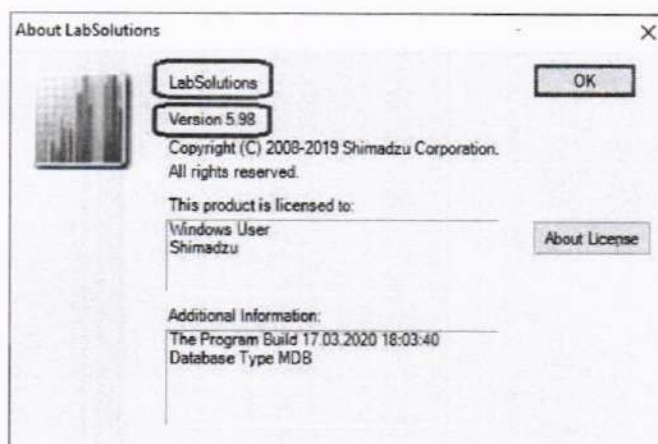 About LabSolutions
LabSolutions
OK
Version 5.98
Copyright (C) 2008-2019 Shimadzu Corporation.
All rights reserved.
This product is licensed to:
Windows User
Shimadzu
About License
Additional Information:
The Program Build 17.03.2020 18:03:40
Database Type MDB